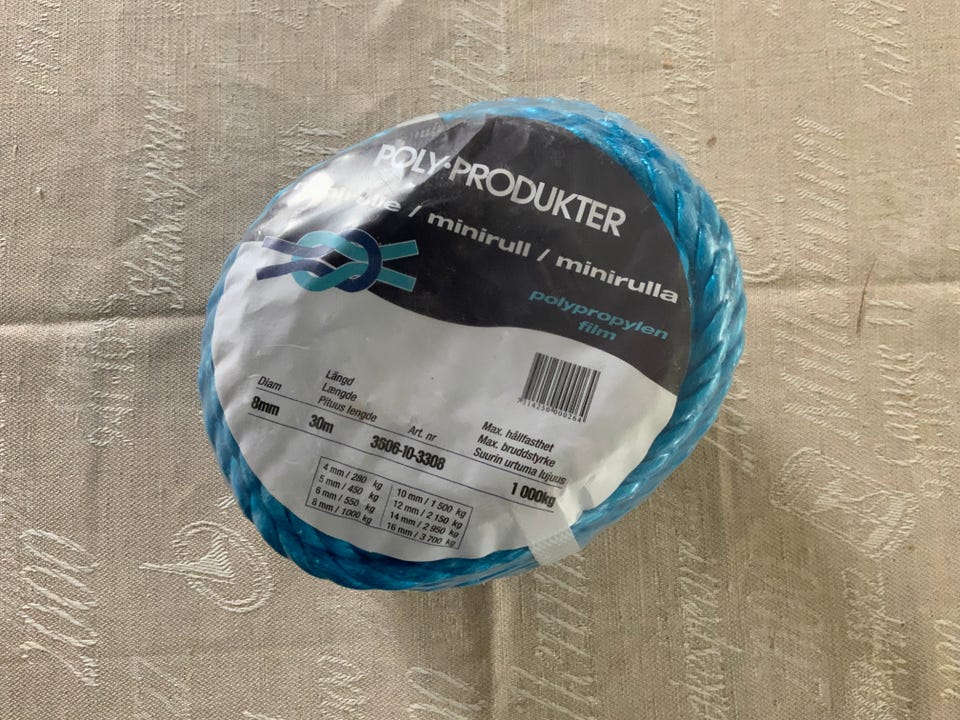 POLY·PRODUKTER
/ minirull / minirulla
polypropylen
film
Diam
8mm
Längd
Længde
Pituus lengde
30m
Art. nr
3606-10-3308
Max. hållfasthet
Max. bruddstyrke
Suurin urtuma lujuus
1 000kg
4 mm / 280 kg
5 mm / 450 kg
6 mm / 550 kg
8 mm / 1000 kg
10 mm / 1 500 kg
12 mm / 2 150 kg
14 mm / 2 950 kg
16 mm / 3 700 kg